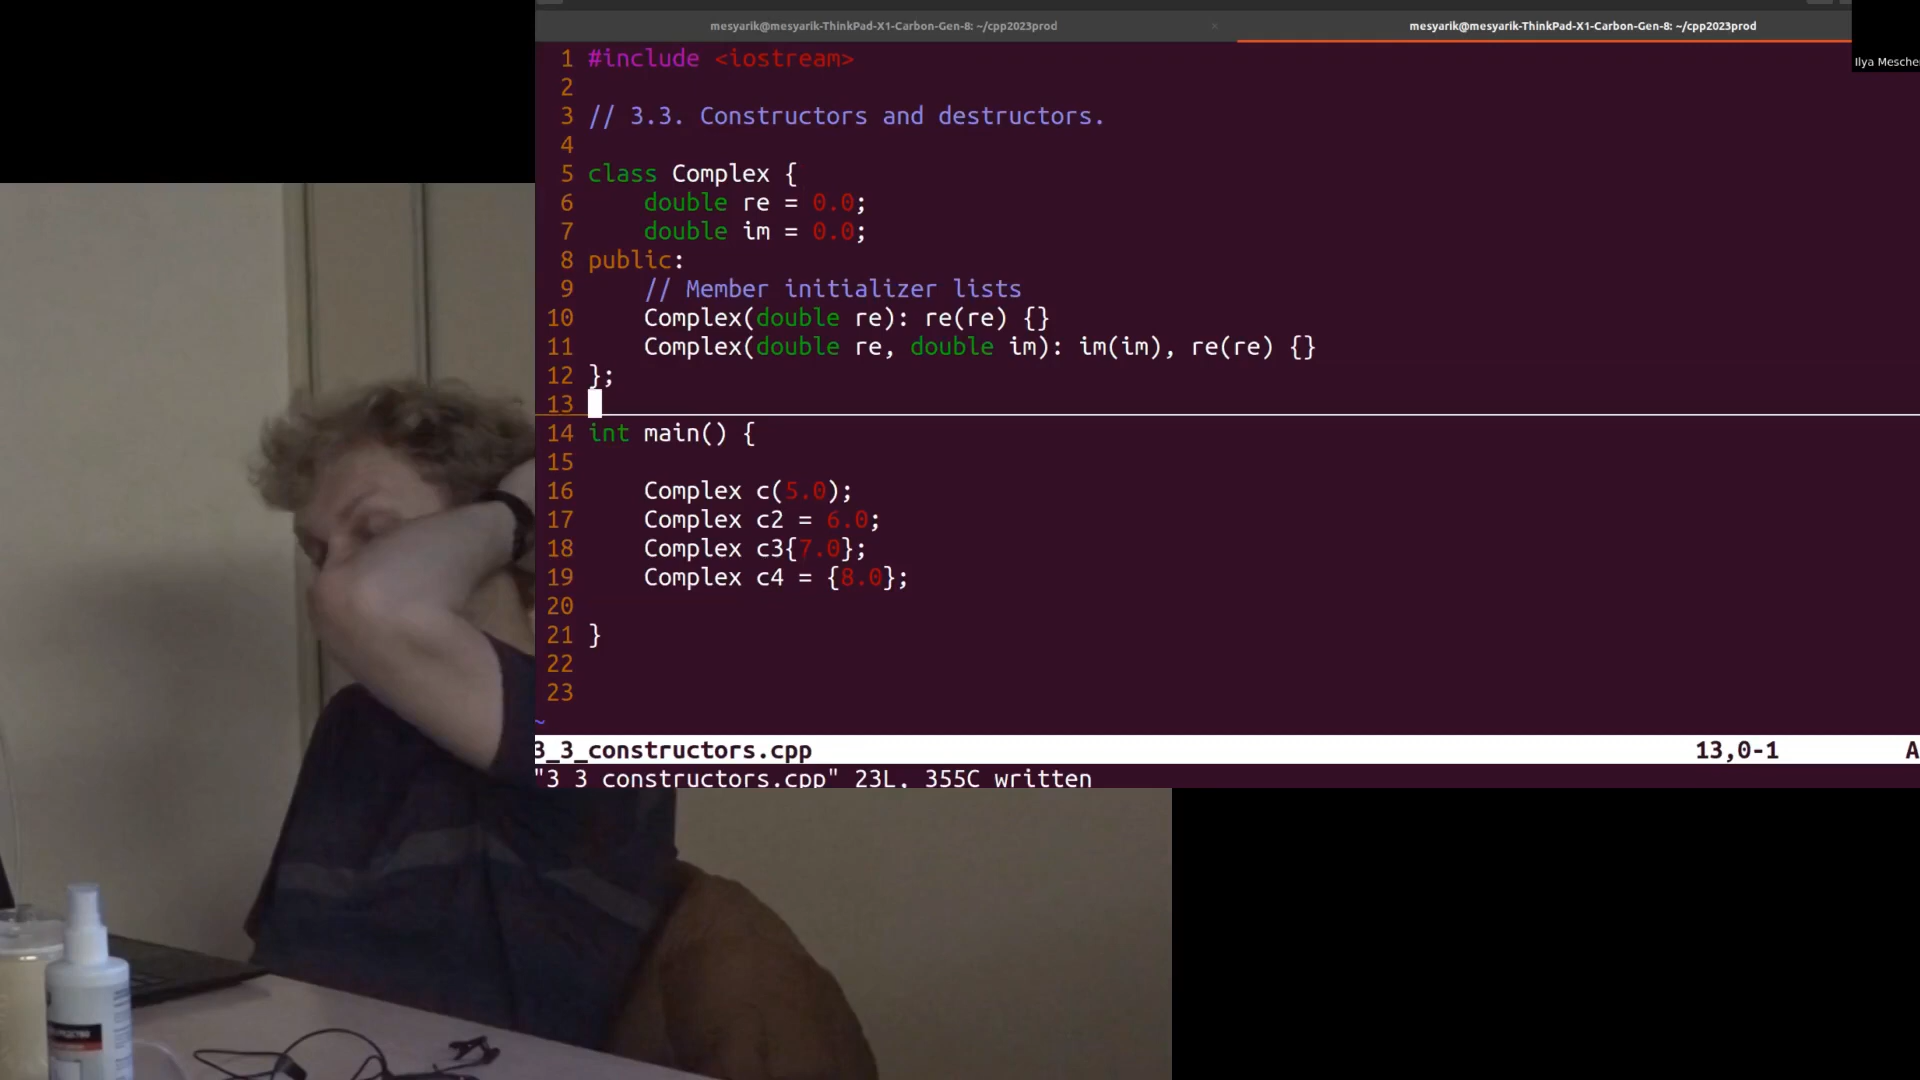 mesyarik@mesyarik-ThinkPad-X1-Carbon-Gen-8: ~/cpp2023prod × mesyarik@mesyarik-ThinkPad-X1-Carbon-Gen-8: ~/cpp2023prod
Ilya Mesche
1 #include <iostream>
2
3 // 3.3. Constructors and destructors.
4
5 class Complex {
6     double re = 0.0;
7     double im = 0.0;
8 public:
9     // Member initializer lists
10     Complex(double re): re(re) {}
11     Complex(double re, double im): im(im), re(re) {}
12 };
13
14 int main() {
15
16     Complex c(5.0);
17     Complex c2 = 6.0;
18     Complex c3{7.0};
19     Complex c4 = {8.0};
20
21 }
22
23
~
3_3_constructors.cpp 13,0-1 A
"3_3_constructors.cpp" 23L, 355C written